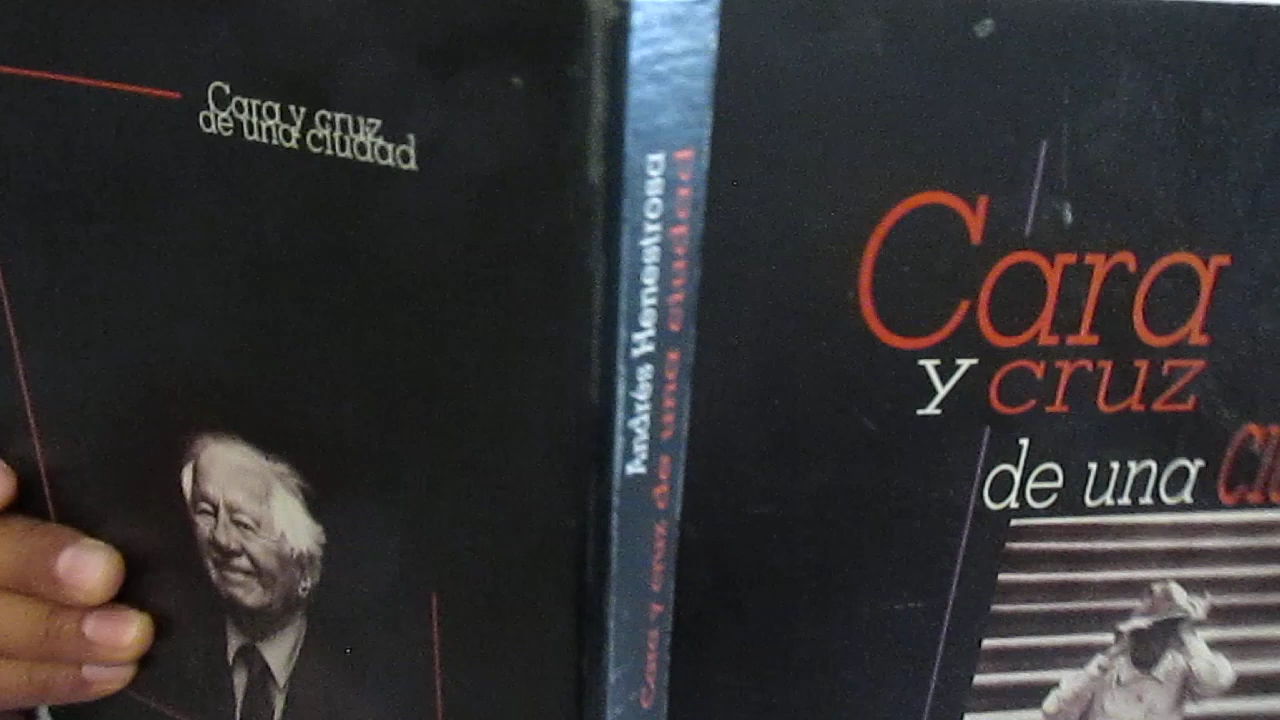 Cara y cruz
de una ciudad
Andrés Henestrosa
Cara y cruz de una ciudad
Cara
y cruz
de una